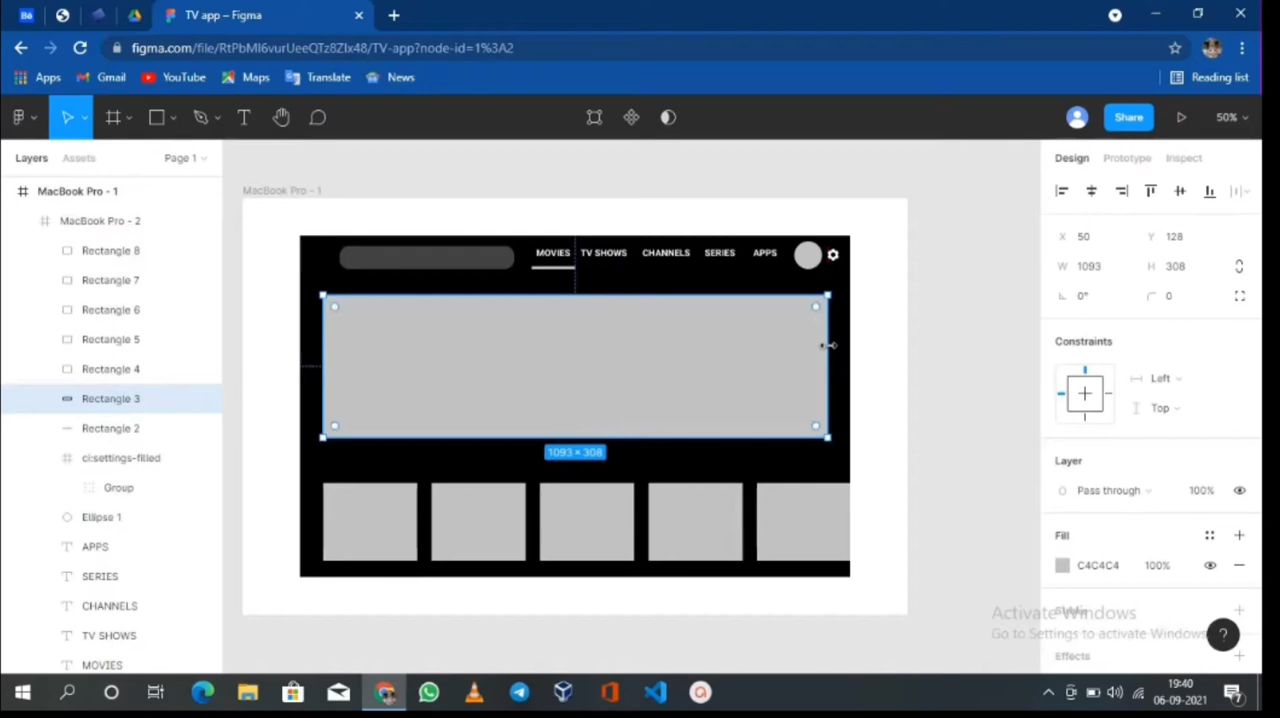 TV app – Figma
figma.com/file/RtPbMI6vurUeeQTz8ZIx48/TV-app?node-id=1%3A2
Apps Gmail YouTube Maps Translate News Reading list
Share 50%
Layers Assets Page 1
MacBook Pro - 1
MacBook Pro - 2
Rectangle 8
Rectangle 7
Rectangle 6
Rectangle 5
Rectangle 4
Rectangle 3
Rectangle 2
ci:settings-filled
Group
Ellipse 1
APPS
SERIES
CHANNELS
TV SHOWS
MOVIES
MacBook Pro - 1
MOVIES TV SHOWS CHANNELS SERIES APPS
1093 × 308
Design Prototype Inspect
X 50 Y 128
W 1093 H 308
0° 0
Constraints
Left
Top
Layer
Pass through 100%
Fill
C4C4C4 100%
Stroke
Effects
Activate Windows
Go to Settings to activate Windows.
?
19:40
06-09-2021
7